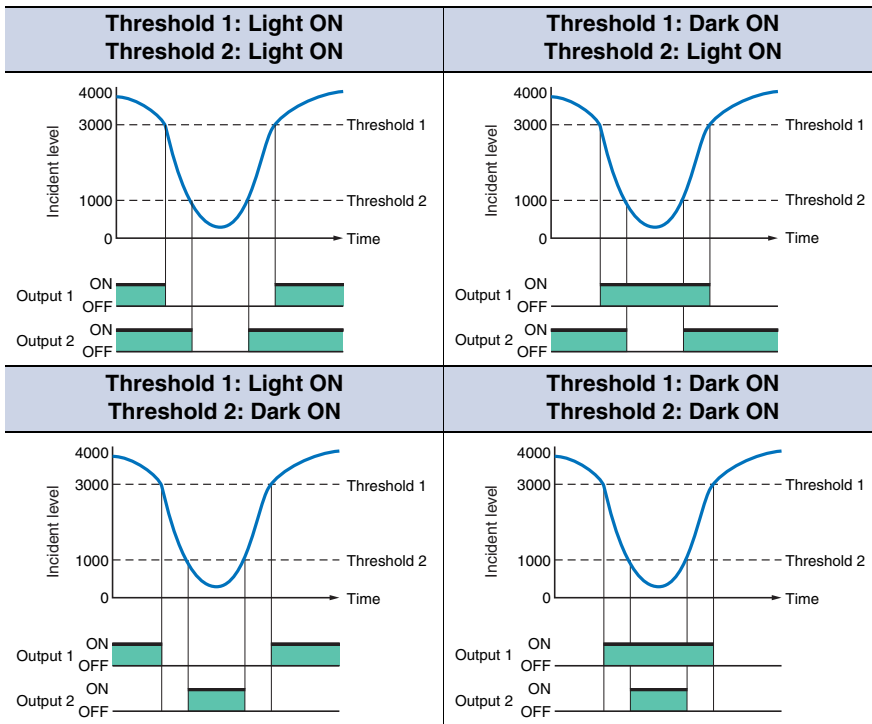 Threshold 1: Light ON
Threshold 2: Light ON
4000
3000
1000
0
Incident level
Threshold 1
Threshold 2
Time
Output 1
ON
OFF
Output 2
ON
OFF
Threshold 1: Dark ON
Threshold 2: Light ON
4000
3000
1000
0
Incident level
Threshold 1
Threshold 2
Time
Output 1
ON
OFF
Output 2
ON
OFF
Threshold 1: Light ON
Threshold 2: Dark ON
4000
3000
1000
0
Incident level
Threshold 1
Threshold 2
Time
Output 1
ON
OFF
Output 2
ON
OFF
Threshold 1: Dark ON
Threshold 2: Dark ON
4000
3000
1000
0
Incident level
Threshold 1
Threshold 2
Time
Output 1
ON
OFF
Output 2
ON
OFF